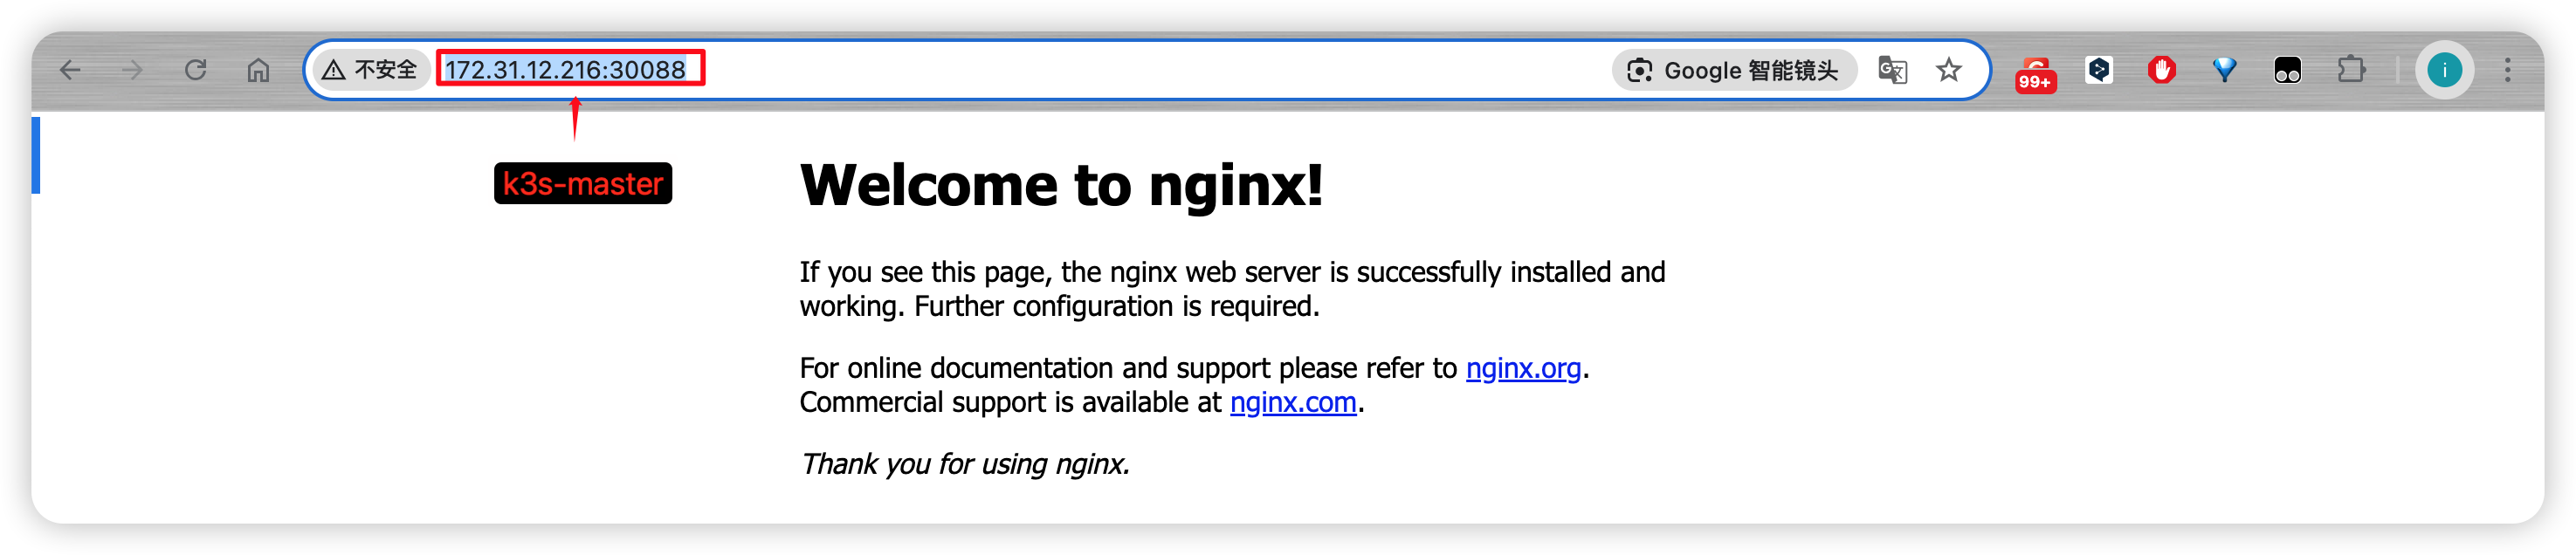 不安全
172.31.12.216:30088
Google 智能镜头
99+
i
k3s-master
Welcome to nginx!
If you see this page, the nginx web server is successfully installed and
working. Further configuration is required.
For online documentation and support please refer to nginx.org.
Commercial support is available at nginx.com.
Thank you for using nginx.